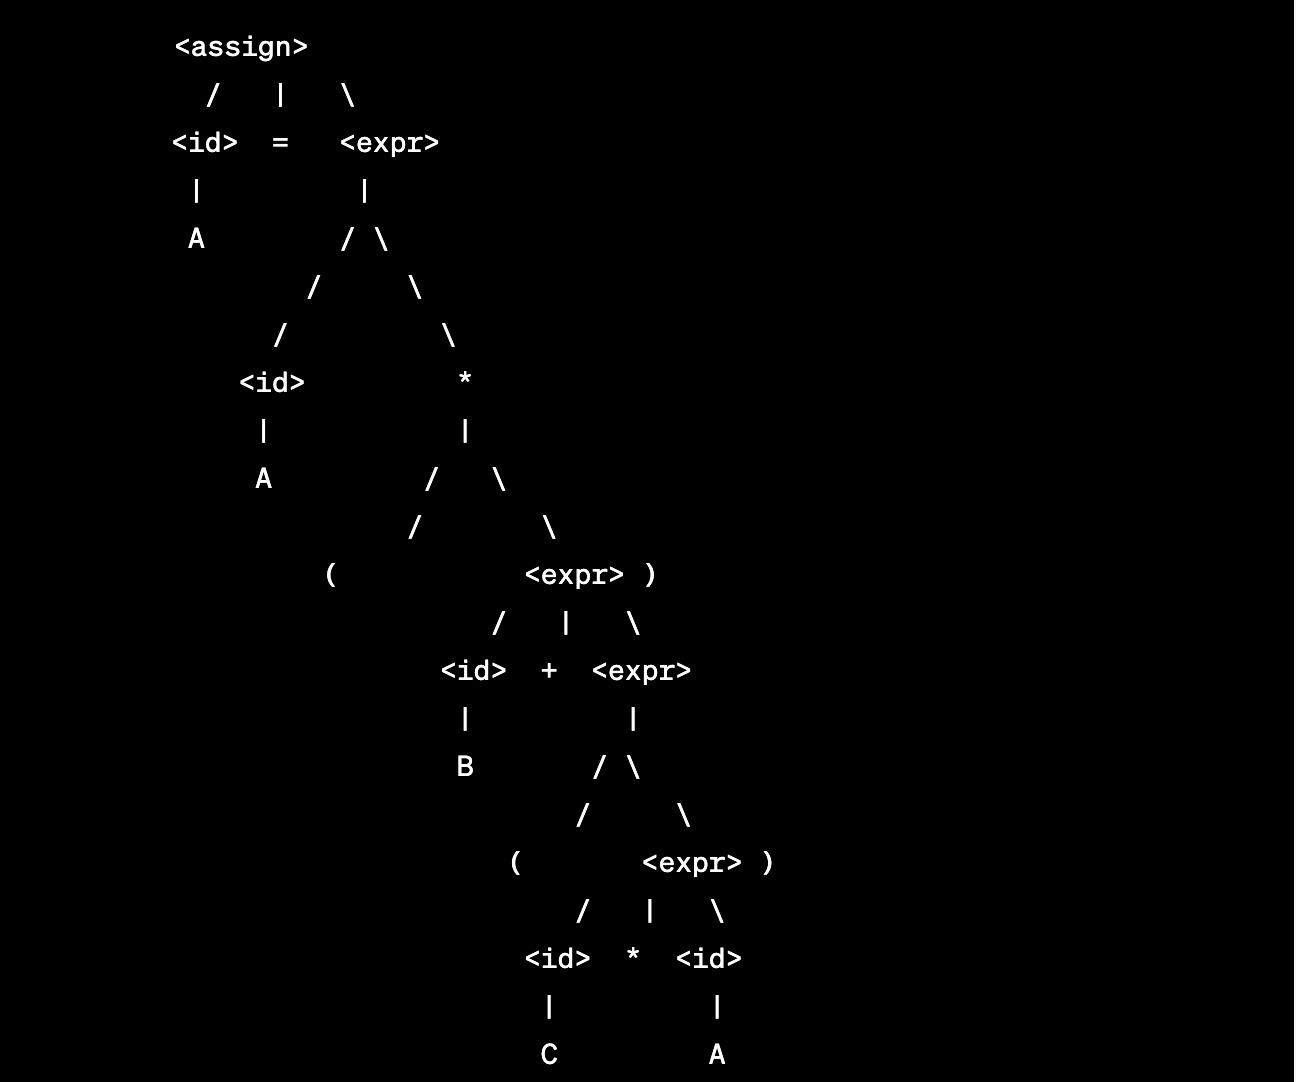 <assign>
/ | \
<id> = <expr>
| |
A / \
/ \
/ \
<id> *
| |
A / \
/ \
( <expr> )
/ | \
<id> + <expr>
| |
B / \
/ \
( <expr> )
/ | \
<id> * <id>
| |
C A